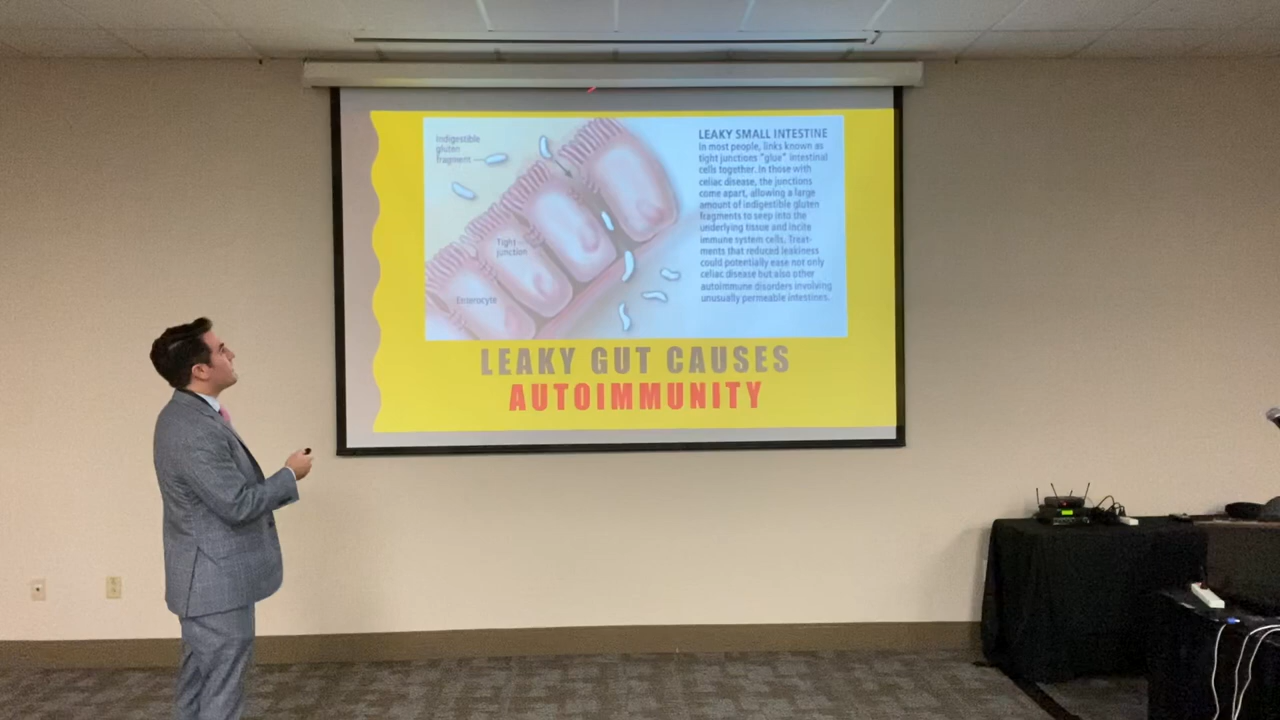 Indigestible
gluten
fragment
Tight
junction
Enterocyte
LEAKY SMALL INTESTINE
In most people, links known as
tight junctions "glue" intestinal
cells together. In those with
celiac disease, the junctions
come apart, allowing a large
amount of indigestible gluten
fragments to seep into the
underlying tissue and incite
immune system cells. Treat-
ments that reduced leakiness
could potentially ease not only
celiac disease but also other
autoimmune disorders involving
unusually permeable intestines.
LEAKY GUT CAUSES
AUTOIMMUNITY